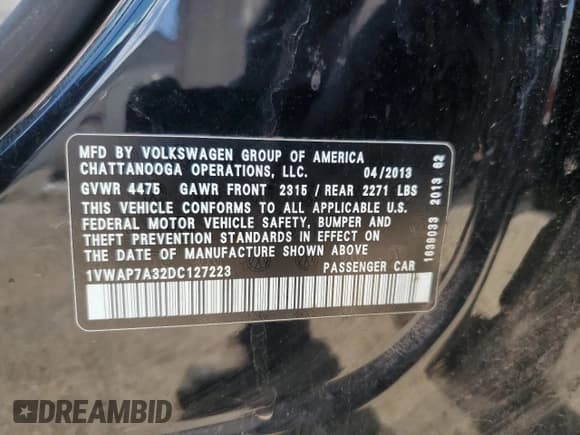 MFD BY VOLKSWAGEN GROUP OF AMERICA
CHATTANOOGA OPERATIONS, LLC. 04/2013
GVWR 4475 GAWR FRONT 2315 / REAR 2271 LBS
THIS VEHICLE CONFORMS TO ALL APPLICABLE U.S.
FEDERAL MOTOR VEHICLE SAFETY, BUMPER AND
THEFT PREVENTION STANDARDS IN EFFECT ON
THE DATE OF MANUFACTURE SHOWN ABOVE
1VWAP7A32DC127223 PASSENGER CAR
1639033 2013 02
DREAMBID